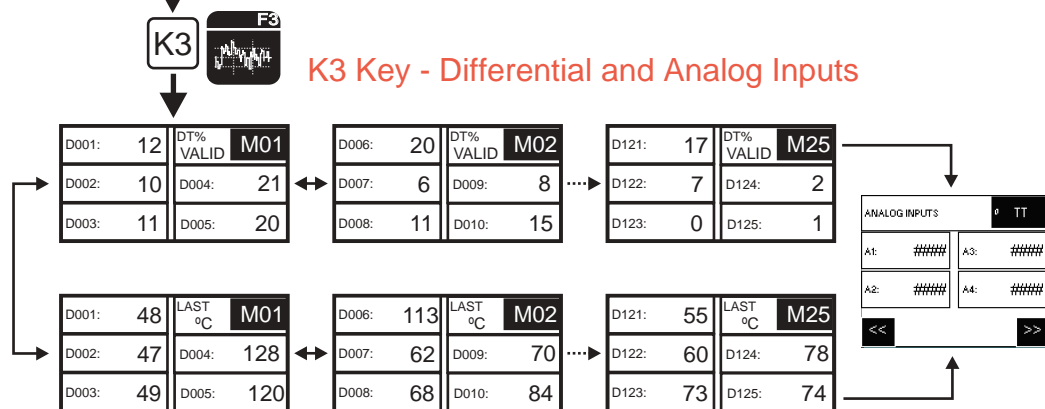 F3
K3
K3 Key - Differential and Analog Inputs
D001: 12 DT% VALID M01
D002: 10 D004: 21
D003: 11 D005: 20
D006: 20 DT% VALID M02
D007: 6 D009: 8
D008: 11 D010: 15
D121: 17 DT% VALID M25
D122: 7 D124: 2
D123: 0 D125: 1
ANALOG INPUTS TT
A1: ##### A3: #####
A2: ##### A4: #####
<< >>
D001: 48 LAST ºC M01
D002: 47 D004: 128
D003: 49 D005: 120
D006: 113 LAST ºC M02
D007: 62 D009: 70
D008: 68 D010: 84
D121: 55 LAST ºC M25
D122: 60 D124: 78
D123: 73 D125: 74